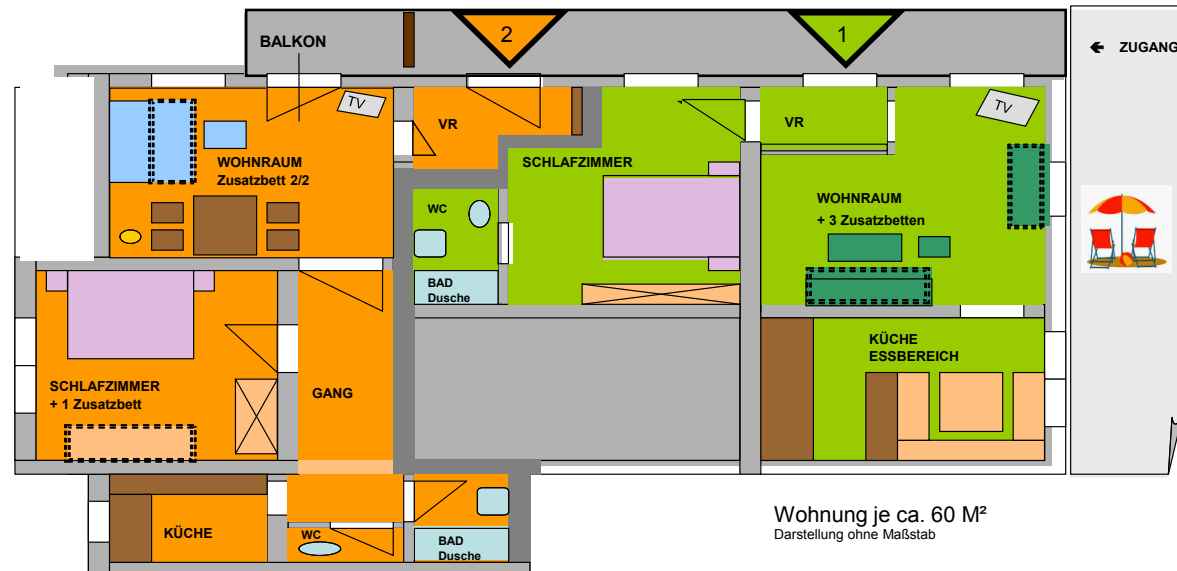 BALKON
2
1
← ZUGANG
TV
VR
WOHNRAUM
Zusatzbett 2/2
SCHLAFZIMMER
VR
TV
WC
WOHNRAUM
+ 3 Zusatzbetten
BAD
Dusche
KÜCHE
ESSBEREICH
SCHLAFZIMMER
+ 1 Zusatzbett
GANG
KÜCHE
WC
BAD
Dusche
Wohnung je ca. 60 M²
Darstellung ohne Maßstab